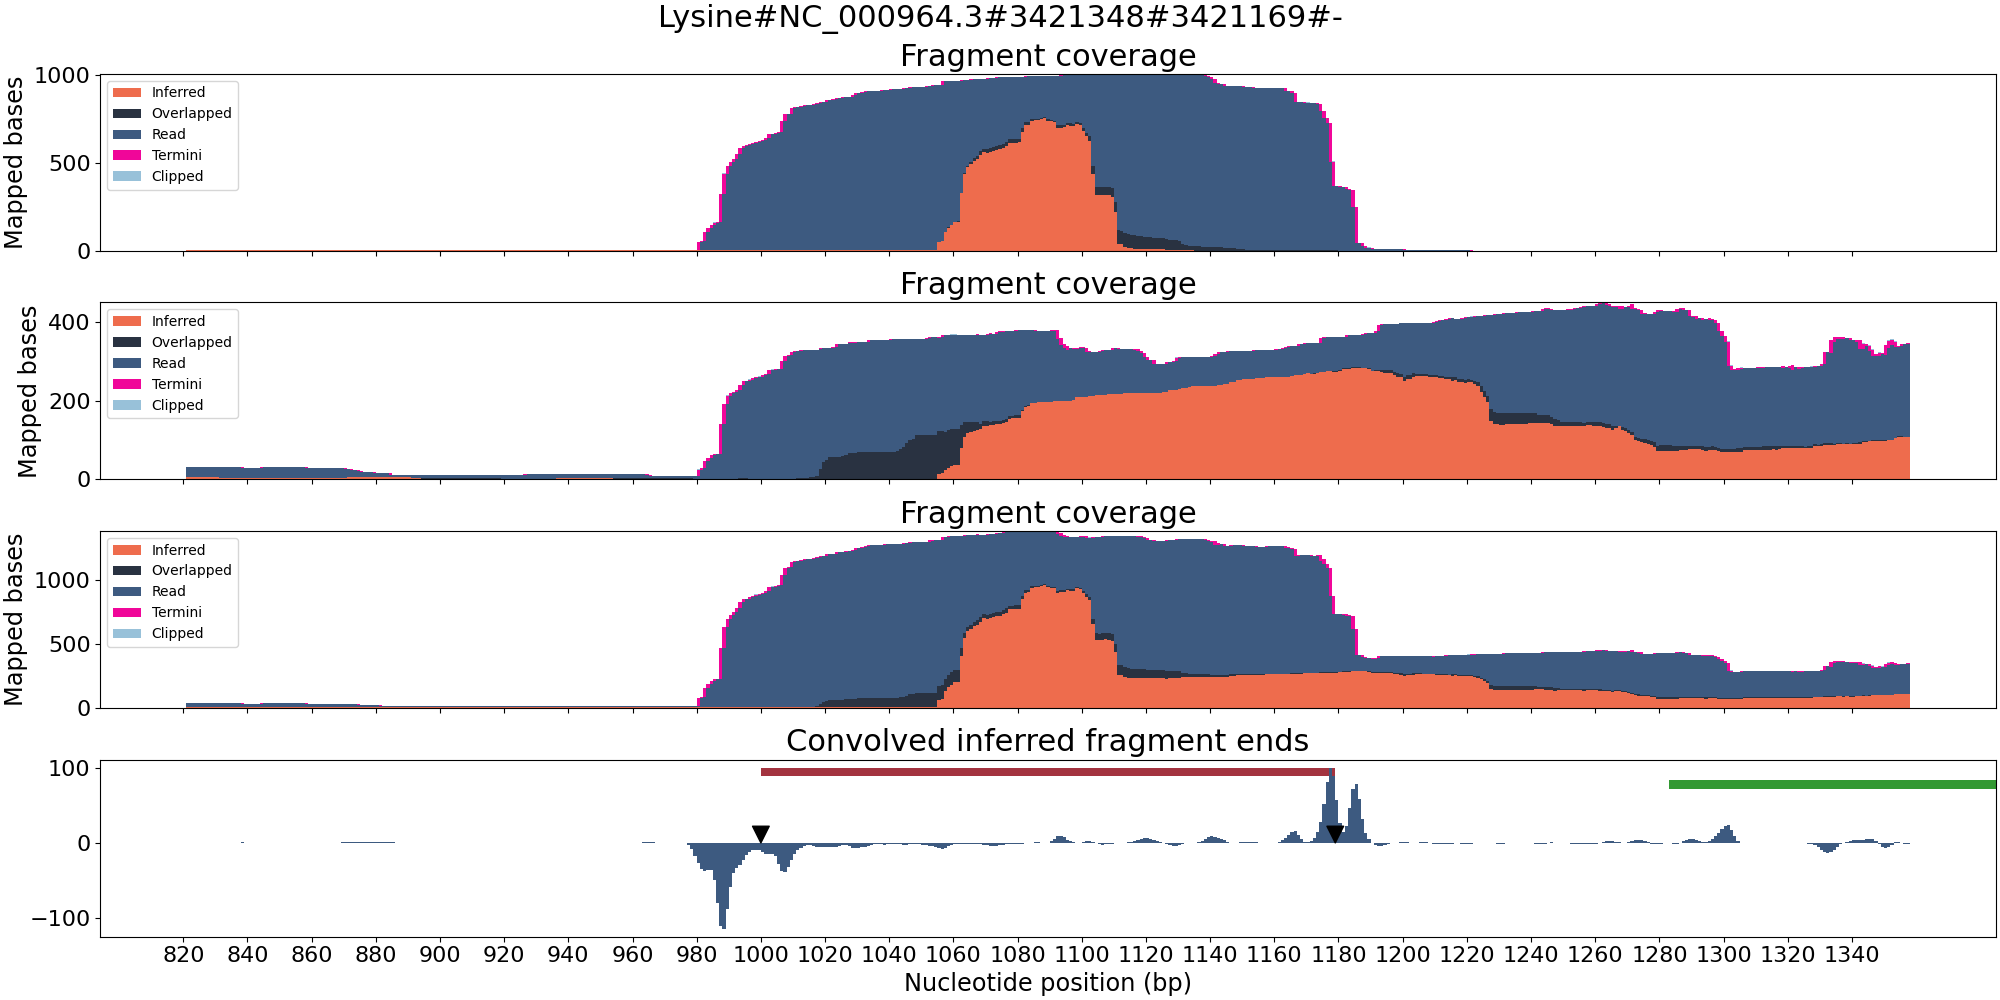 Lysine#NC_000964.3#3421348#3421169#-
Fragment coverage
Mapped bases
1000
500
0
Inferred
Overlapped
Read
Termini
Clipped
Fragment coverage
Mapped bases
400
200
0
Inferred
Overlapped
Read
Termini
Clipped
Fragment coverage
Mapped bases
1000
500
0
Inferred
Overlapped
Read
Termini
Clipped
Convolved inferred fragment ends
100
0
−100
820 840 860 880 900 920 940 960 980 1000 1020 1040 1060 1080 1100 1120 1140 1160 1180 1200 1220 1240 1260 1280 1300 1320 1340
Nucleotide position (bp)